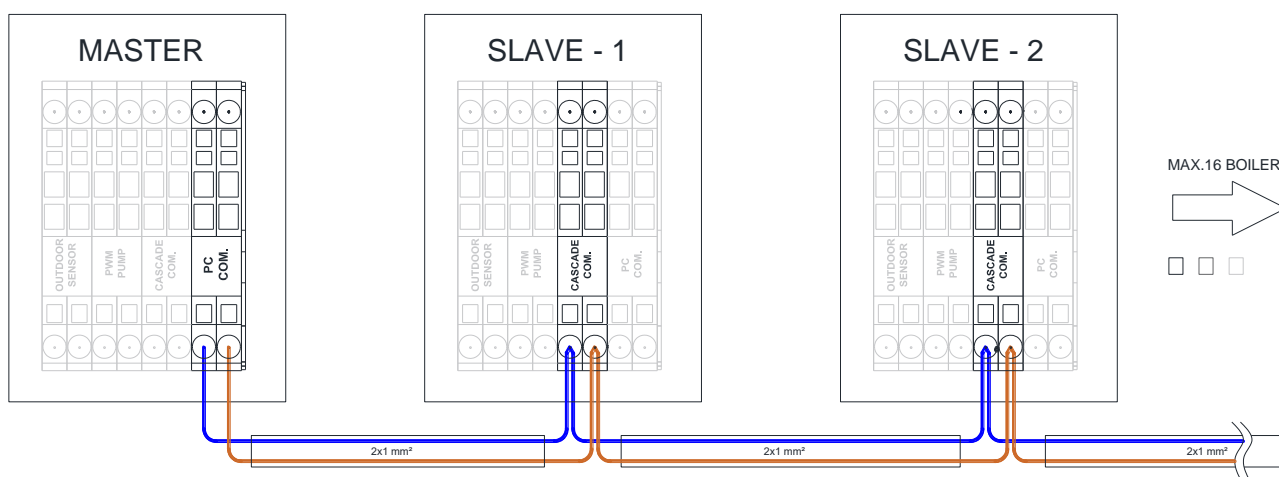 MASTER
SLAVE - 1
SLAVE - 2
OUTDOOR
SENSOR
PWM
PUMP
CASCADE
COM.
PC
COM.
OUTDOOR
SENSOR
PWM
PUMP
CASCADE
COM.
PC
COM.
OUTDOOR
SENSOR
PWM
PUMP
CASCADE
COM.
PC
COM.
MAX.16 BOILER
2x1 mm²
2x1 mm²
2x1 mm²